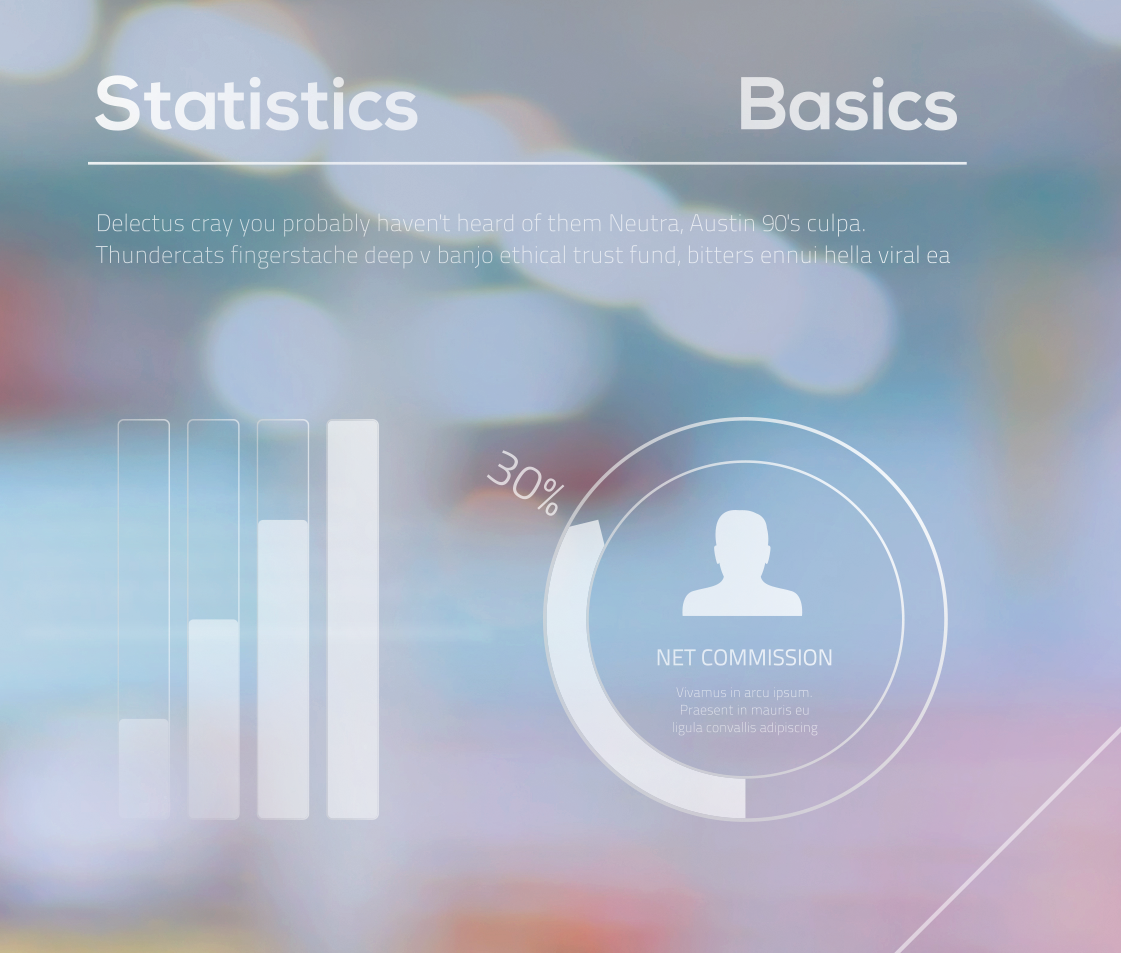 Statistics Basics
Delectus cray you probably haven't heard of them Neutra, Austin 90's culpa.
Thundercats fingerstache deep v banjo ethical trust fund, bitters ennui hella viral ea
30%
NET COMMISSION
Vivamus in arcu ipsum.
Praesent in mauris eu
ligula convallis adipiscing